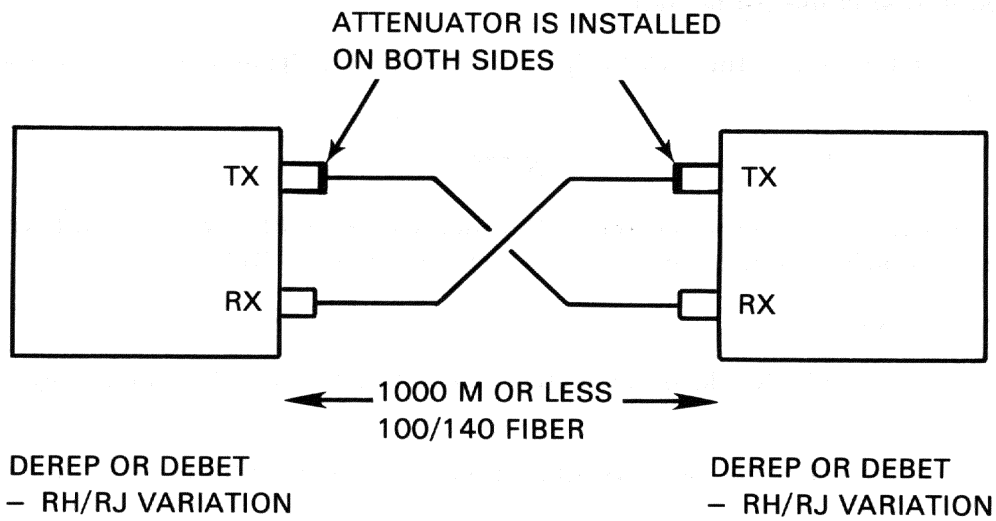 ATTENUATOR IS INSTALLED
ON BOTH SIDES
TX
TX
RX
RX
1000 M OR LESS
100/140 FIBER
DEREP OR DEBET
– RH/RJ VARIATION
DEREP OR DEBET
– RH/RJ VARIATION